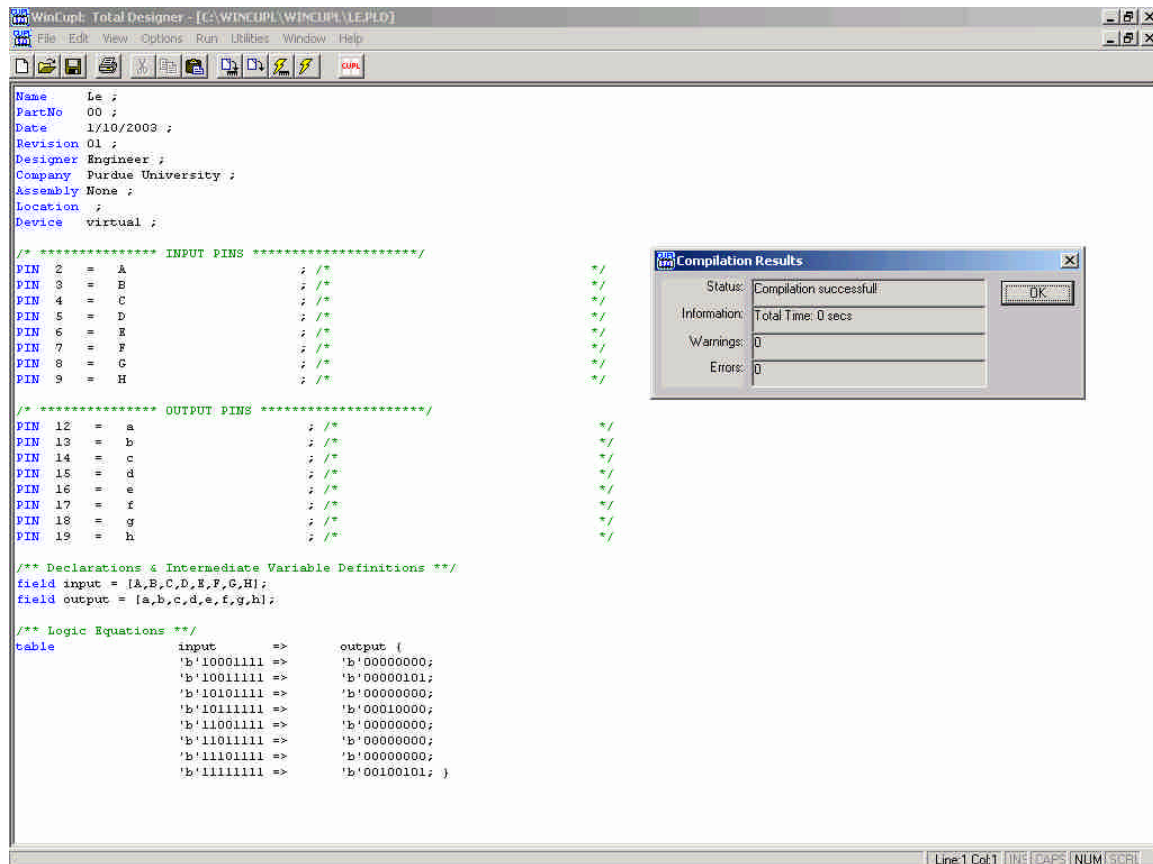 WinCupl: Total Designer - [C:\WINCUPL\WINCUPL\LE.PLD]
File Edit View Options Run Utilities Window Help
CUPL
Name Le ;
PartNo 00 ;
Date 1/10/2003 ;
Revision 01 ;
Designer Engineer ;
Company Purdue University ;
Assembly None ;
Location ;
Device virtual ;
/* *************** INPUT PINS *********************/
PIN 2 = A ; /* */
PIN 3 = B ; /* */
PIN 4 = C ; /* */
PIN 5 = D ; /* */
PIN 6 = E ; /* */
PIN 7 = F ; /* */
PIN 8 = G ; /* */
PIN 9 = H ; /* */
/* *************** OUTPUT PINS *********************/
PIN 12 = a ; /* */
PIN 13 = b ; /* */
PIN 14 = c ; /* */
PIN 15 = d ; /* */
PIN 16 = e ; /* */
PIN 17 = f ; /* */
PIN 18 = g ; /* */
PIN 19 = h ; /* */
/** Declarations & Intermediate Variable Definitions **/
field input = [A,B,C,D,E,F,G,H];
field output = [a,b,c,d,e,f,g,h];
/** Logic Equations **/
table input => output {
'b'10001111 => 'b'00000000;
'b'10011111 => 'b'00000101;
'b'10101111 => 'b'00000000;
'b'10111111 => 'b'00010000;
'b'11001111 => 'b'00000000;
'b'11011111 => 'b'00000000;
'b'11101111 => 'b'00000000;
'b'11111111 => 'b'00100101; }
Compilation Results
Status: Compilation successful!
OK
Information: Total Time: 0 secs
Warnings: 0
Errors: 0
Line:1 Col:1 INS CAPS NUM SCRL